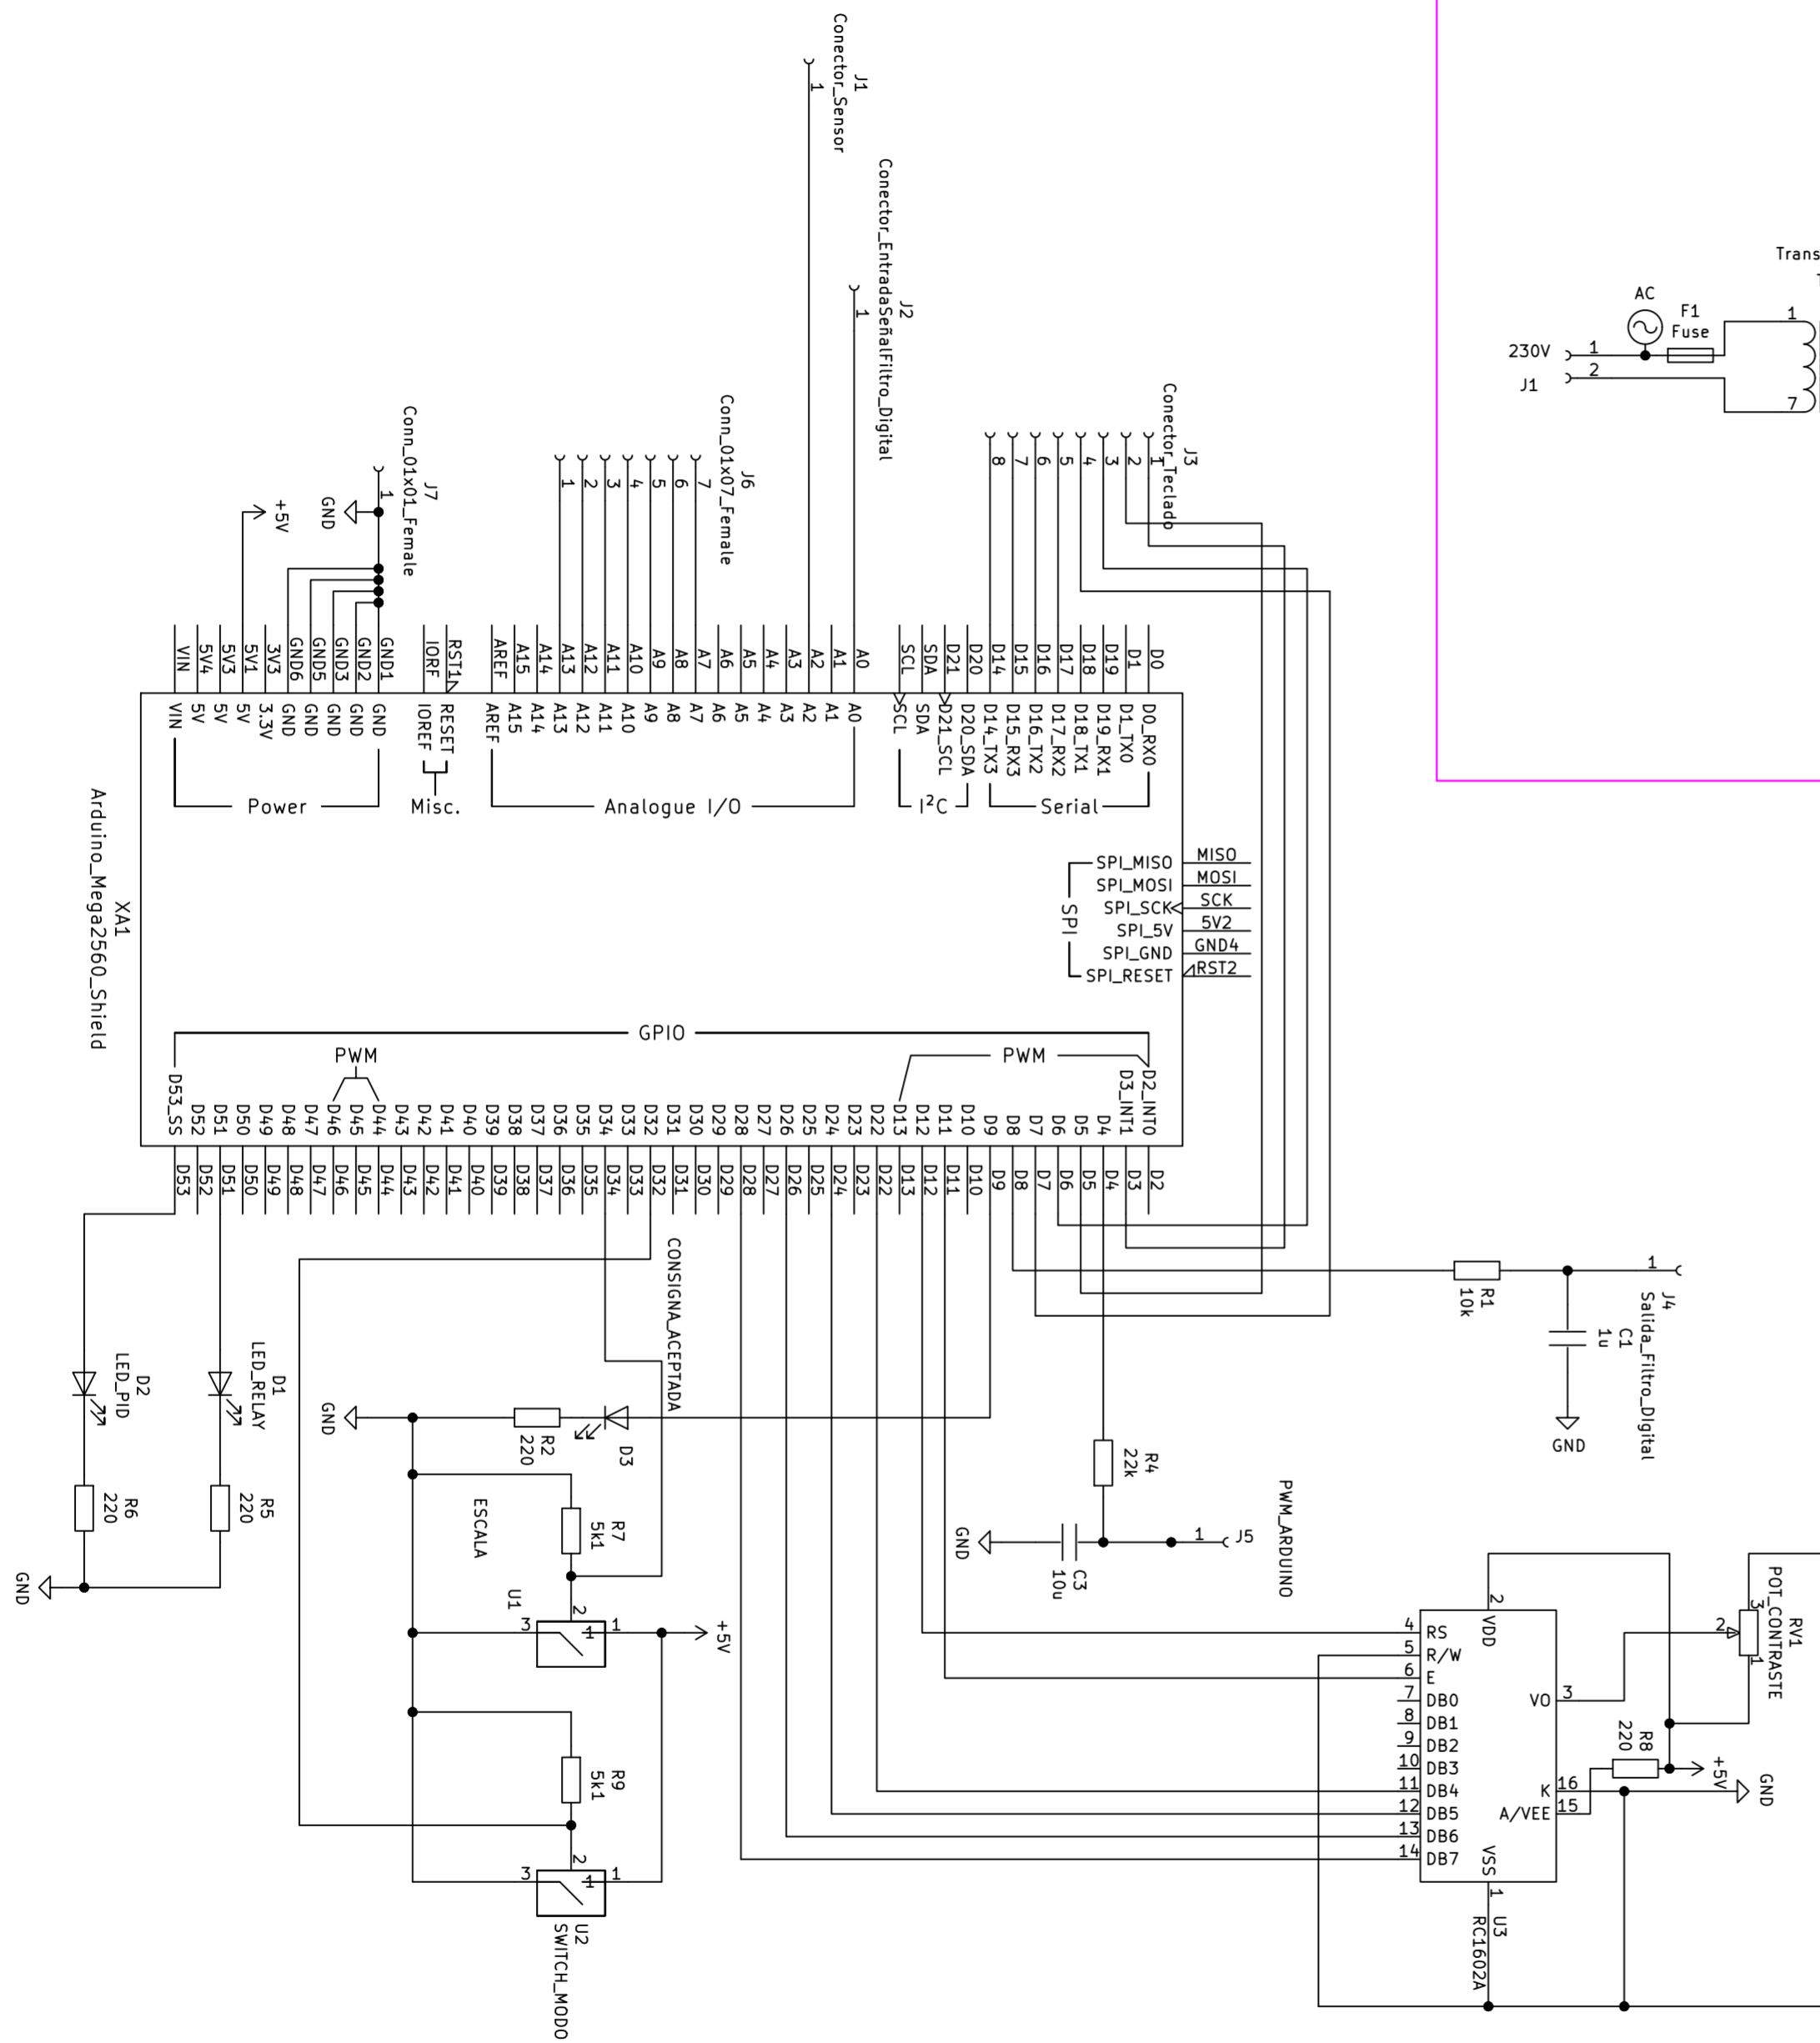 J1
Conector_Sensor
1
J2
Conector_EntradaSeñalFiltro_Digital
1
J3
Conector_Teclado
8
7
6
5
4
3
2
1
J6
Conn_01x07_Female
1
2
3
4
5
6
7
J7
Conn_01x01_Female
1
GND
+5V
Trans
AC
F1
Fuse
230V
J1
1
2
1
7
VIN
5V4
5V3
5V1
3V3
GND6
GND5
GND3
GND2
GND1
IORF
RST1
AREF
A15
A14
A13
A12
A11
A10
A9
A8
A7
A6
A5
A4
A3
A2
A1
A0
SCL
SDA
D21
D20
D14
D15
D16
D17
D18
D19
D1
D0
VIN
5V
5V
5V
3.3V
GND
GND
GND
GND
GND
IOREF
RESET
AREF
A15
A14
A13
A12
A11
A10
A9
A8
A7
A6
A5
A4
A3
A2
A1
A0
SCL
SDA
D21_SCL
D20_SDA
D14_TX3
D15_RX3
D16_TX2
D17_RX2
D18_TX1
D19_RX1
D1_TX0
D0_RX0
Power
Misc.
Analogue I/O
I²C
Serial
XA1
Arduino_Mega2560_Shield
SPI
SPI_MISO
SPI_MOSI
SPI_SCK
SPI_5V
SPI_GND
SPI_RESET
MISO
MOSI
SCK
5V2
GND4
RST2
GPIO
PWM
PWM
D53_SS
D52
D51
D50
D49
D48
D47
D46
D45
D44
D43
D42
D41
D40
D39
D38
D37
D36
D35
D34
D33
D32
D31
D30
D29
D28
D27
D26
D25
D24
D23
D22
D13
D12
D11
D10
D9
D8
D7
D6
D5
D4
D3_INT1
D2_INT0
D53
D52
D51
D50
D49
D48
D47
D46
D45
D44
D43
D42
D41
D40
D39
D38
D37
D36
D35
D34
D33
D32
D31
D30
D29
D28
D27
D26
D25
D24
D23
D22
D13
D12
D11
D10
D9
D8
D7
D6
D5
D4
D3
D2
CONSIGNA_ACEPTADA
D2
LED_PID
D1
LED_RELAY
R6
220
R5
220
GND
GND
R2
220
D3
ESCALA
R7
5k1
U1
3
2
1
1
+5V
R9
5k1
3
2
1
1
U2
SWITCH_MODO
R4
22k
GND
C3
10u
1
J5
PWM_ARDUINO
R1
10k
1
J4
Salida_Filtro_DIgital
C1
1u
GND
2
VDD
4
RS
5
R/W
6
E
7
DB0
8
DB1
9
DB2
10
DB3
11
DB4
12
DB5
13
DB6
14
DB7
VO
3
K
16
A/VEE
15
VSS
1
U3
RC1602A
RV1
POT_CONTRASTE
3
2
1
R8
220
+5V
GND